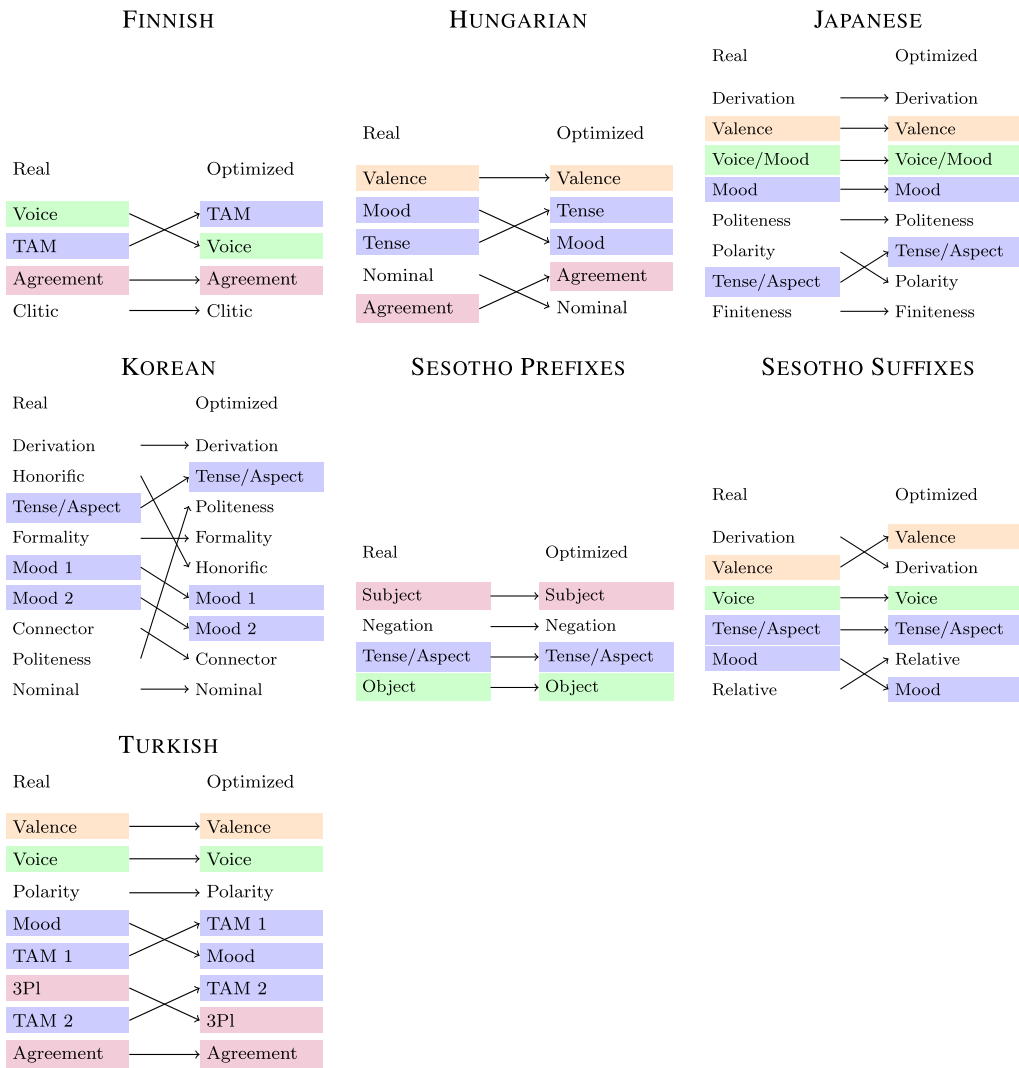 FINNISH
Real Optimized
Voice TAM
TAM Voice
Agreement Agreement
Clitic Clitic
HUNGARIAN
Real Optimized
Valence Valence
Mood Tense
Tense Mood
Nominal Agreement
Agreement Nominal
JAPANESE
Real Optimized
Derivation Derivation
Valence Valence
Voice/Mood Voice/Mood
Mood Mood
Politeness Politeness
Polarity Tense/Aspect
Tense/Aspect Polarity
Finiteness Finiteness
KOREAN
Real Optimized
Derivation Derivation
Honorific Tense/Aspect
Tense/Aspect Politeness
Formality Formality
Mood 1 Honorific
Mood 2 Mood 1
Connector Mood 2
Politeness Connector
Nominal Nominal
SESOTHO PREFIXES
Real Optimized
Subject Subject
Negation Negation
Tense/Aspect Tense/Aspect
Object Object
SESOTHO SUFFIXES
Real Optimized
Derivation Valence
Valence Derivation
Voice Voice
Tense/Aspect Tense/Aspect
Mood Relative
Relative Mood
TURKISH
Real Optimized
Valence Valence
Voice Voice
Polarity Polarity
Mood TAM 1
TAM 1 Mood
3Pl TAM 2
TAM 2 3Pl
Agreement Agreement